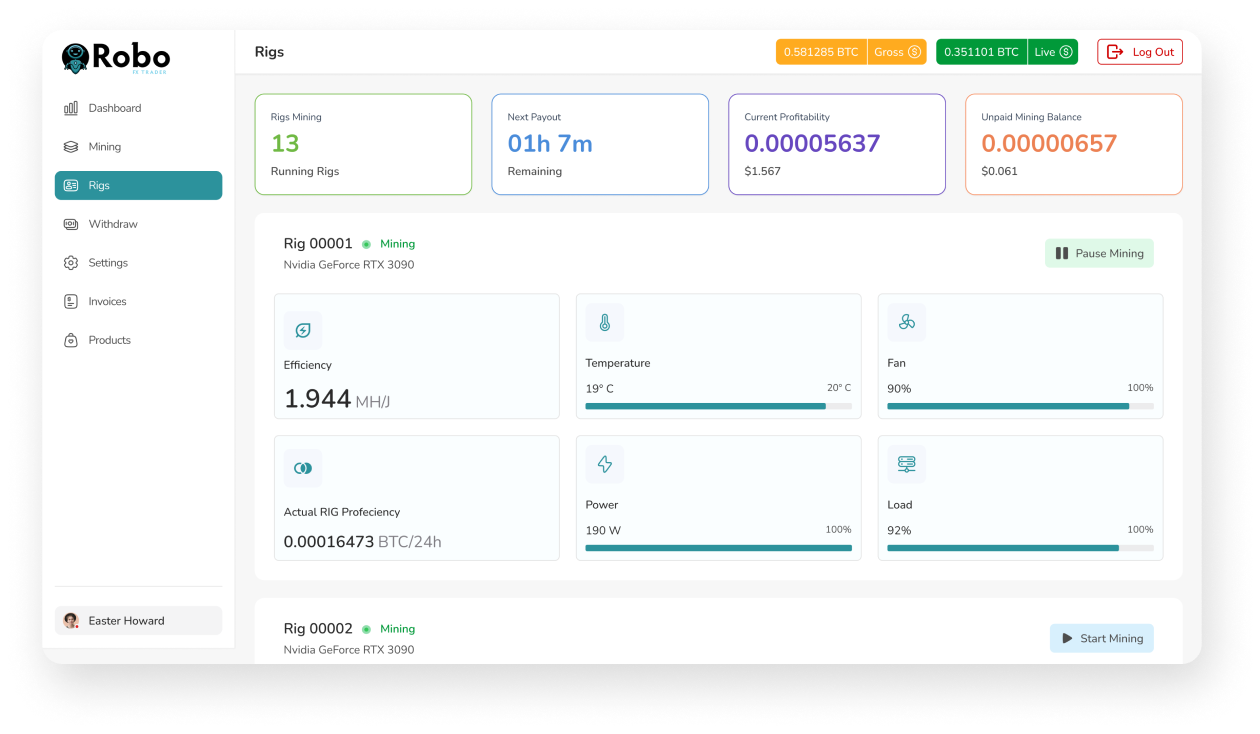 Robo
FX TRADER
Dashboard
Mining
Rigs
Withdraw
Settings
Invoices
Products
Easter Howard
Rigs
0.581285 BTC Gross
0.351101 BTC Live
Log Out
Rigs Mining
13
Running Rigs
Next Payout
01h 7m
Remaining
Current Profitability
0.00005637
$1.567
Unpaid Mining Balance
0.00000657
$0.061
Rig 00001 Mining
Nvidia GeForce RTX 3090
Pause Mining
Efficiency
1.944 MH/J
Temperature
19° C 20° C
Fan
90% 100%
Actual RIG Profeciency
0.00016473 BTC/24h
Power
190 W 100%
Load
92% 100%
Rig 00002 Mining
Nvidia GeForce RTX 3090
Start Mining